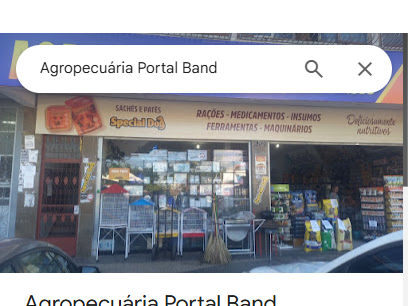 Agropecuária Portal Band
SACHÊS E PATÊS
Special Dog
RAÇÕES - MEDICAMENTOS - INSUMOS
FERRAMENTAS - MAQUINÁRIOS
Deliciosamente
nutritivos
Agropecuária Portal Band